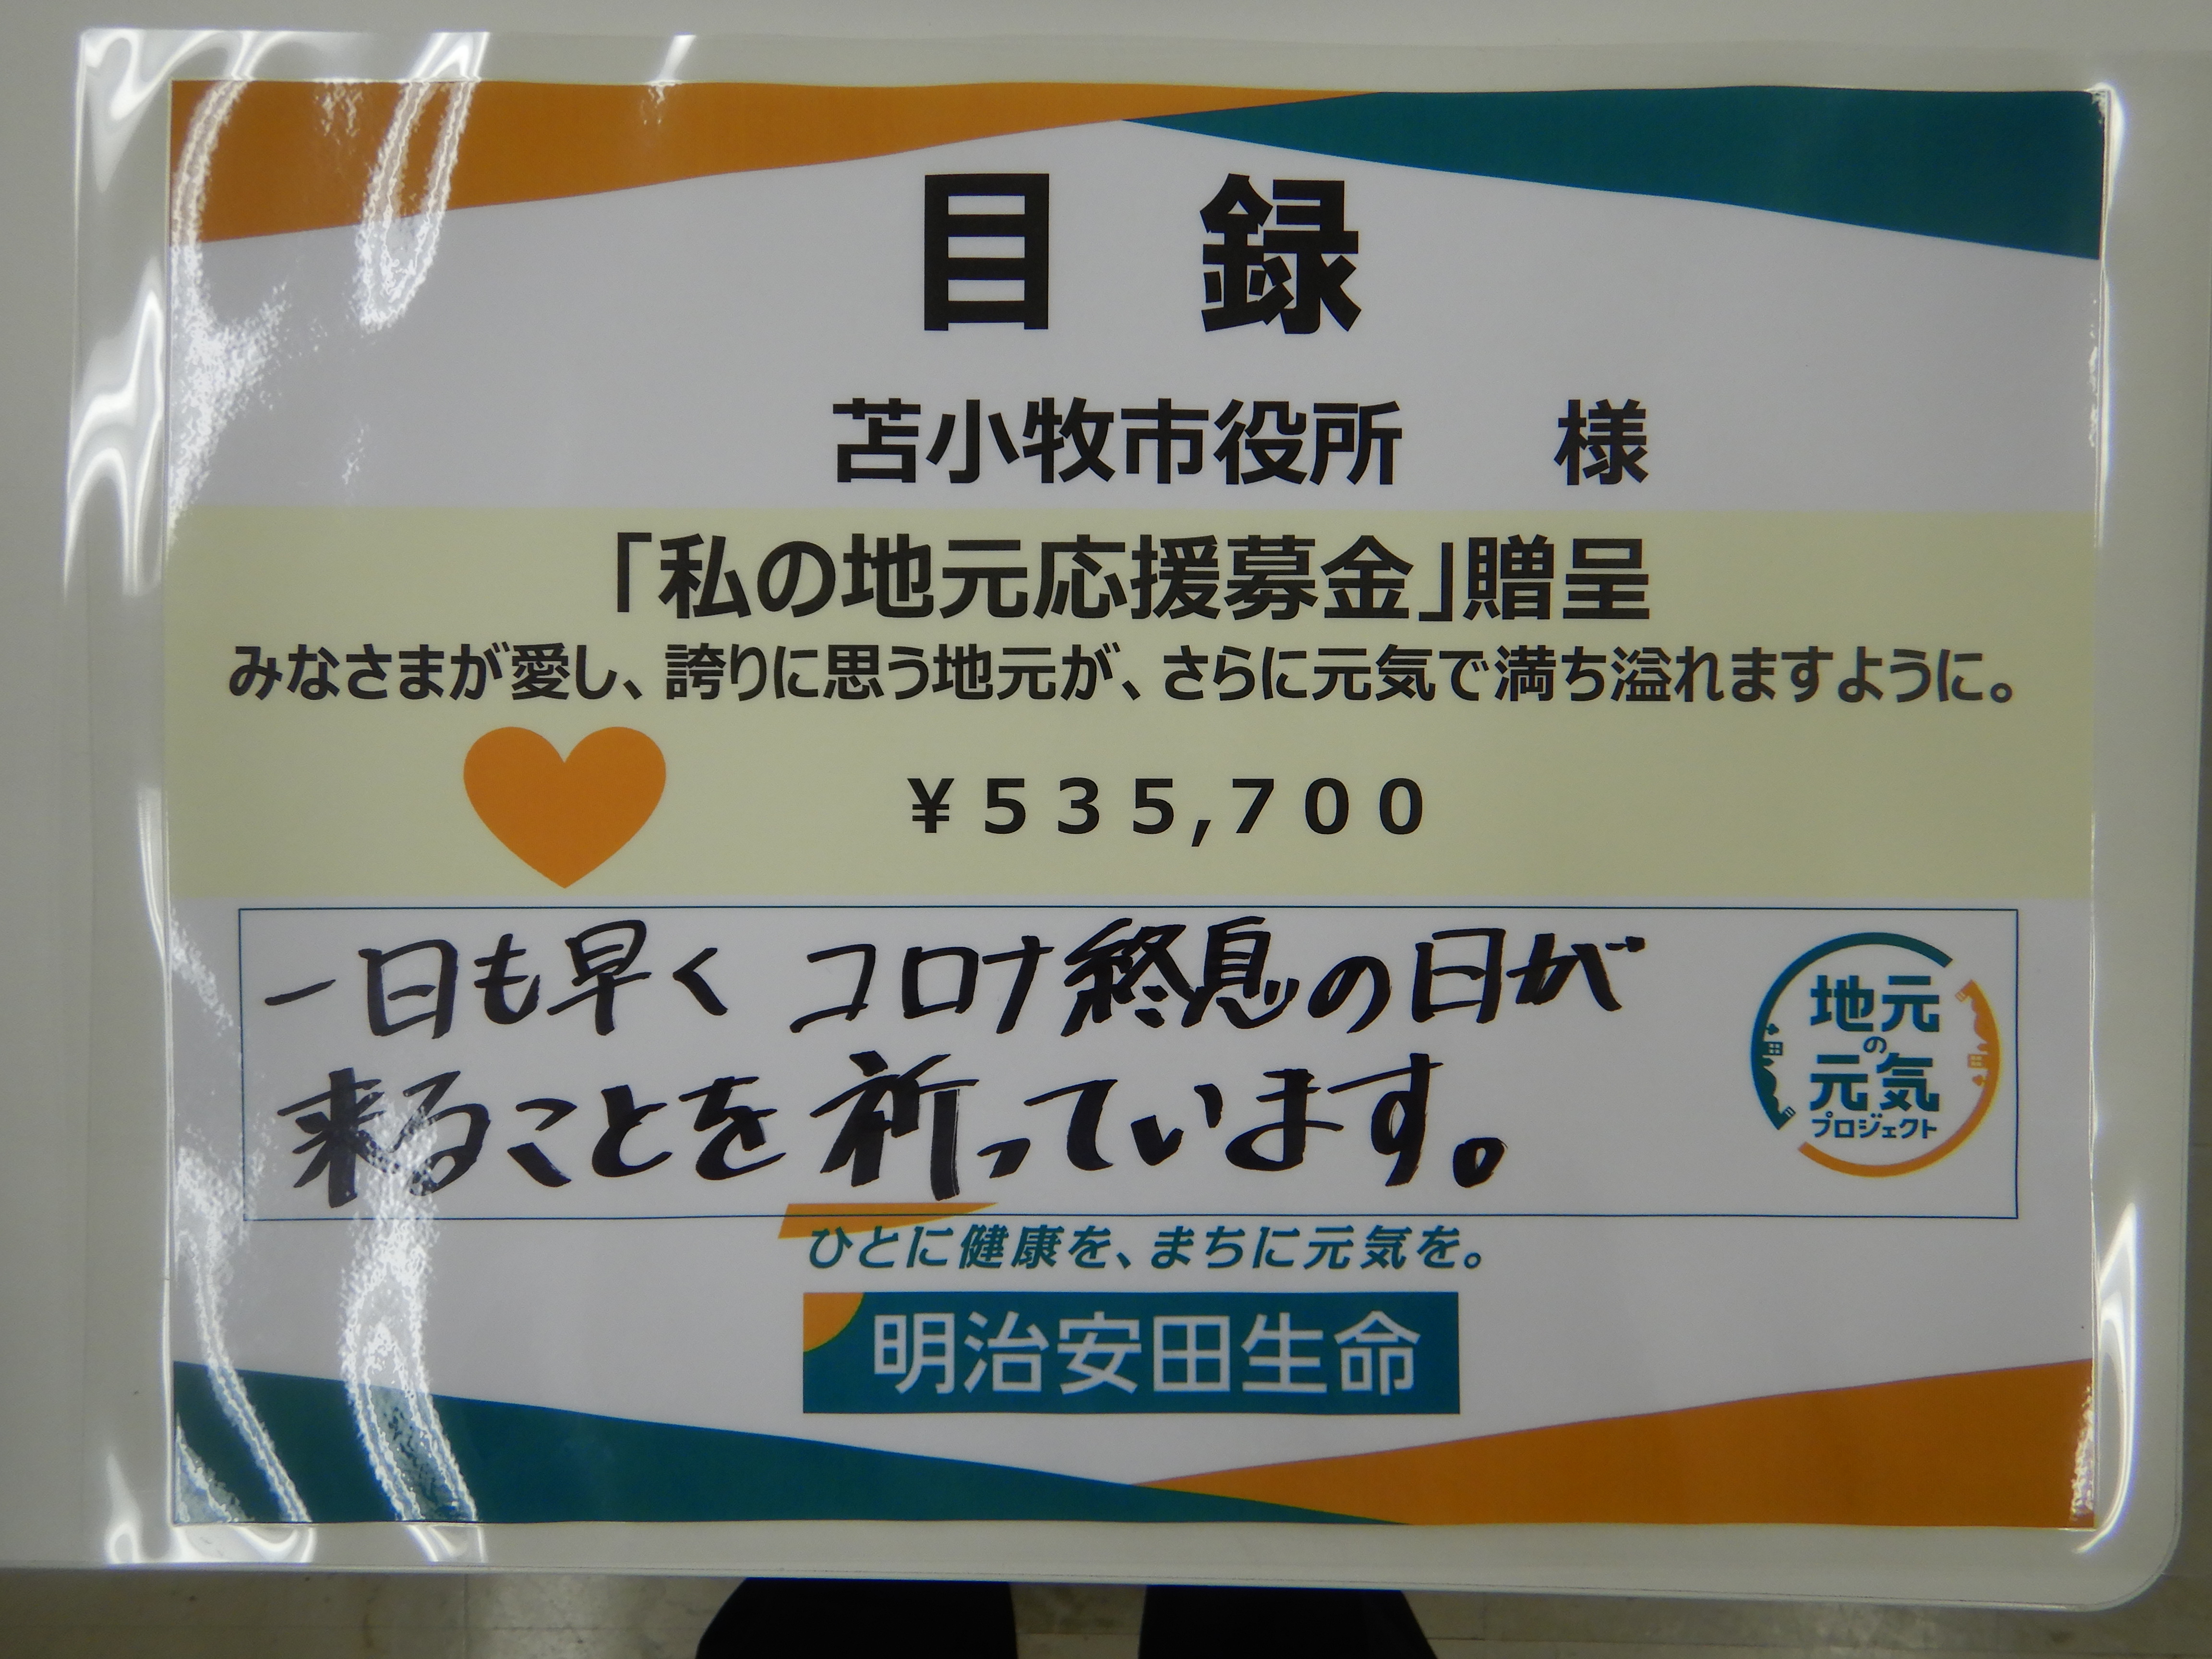 目 録
苫小牧市役所 様
「私の地元応援募金」贈呈
みなさまが愛し、誇りに思う地元が、さらに元気で満ち溢れますように。
¥535,700
一日も早く コロナ終息の日が
来ることを祈っています。
地元
の
元気
プロジェクト
ひとに健康を、まちに元気を。
明治安田生命